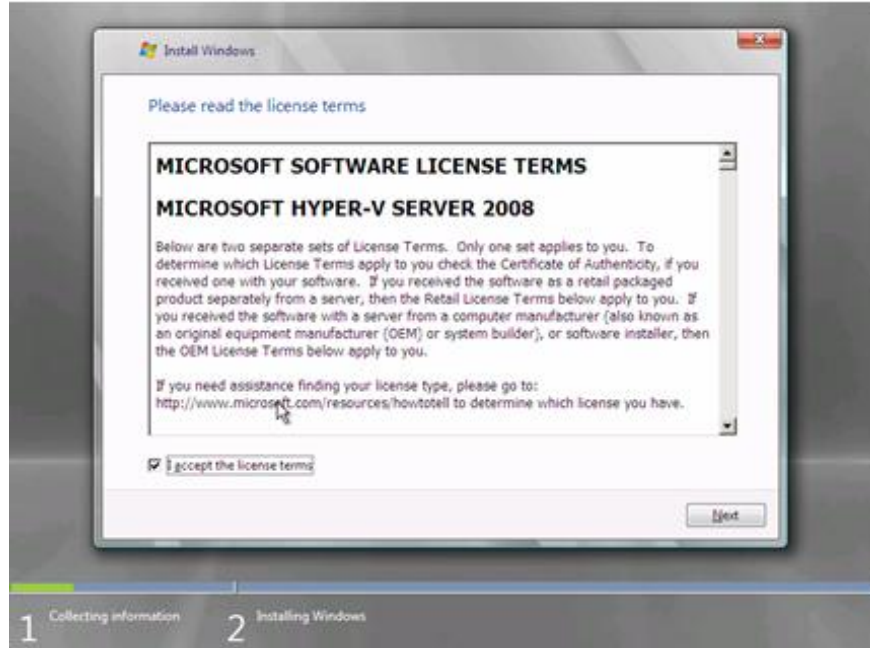 Install Windows
Please read the license terms
MICROSOFT SOFTWARE LICENSE TERMS
MICROSOFT HYPER-V SERVER 2008
Below are two separate sets of License Terms.  Only one set applies to you.  To
determine which License Terms apply to you check the Certificate of Authenticity, if you
received one with your software.  If you received the software as a retail packaged
product separately from a server, then the Retail License Terms below apply to you.  If
you received the software with a server from a computer manufacturer (also known as
an original equipment manufacturer (OEM) or system builder), or software installer, then
the OEM License Terms below apply to you.
If you need assistance finding your license type, please go to:
http://www.microsoft.com/resources/howtotell to determine which license you have.
I accept the license terms
Next
1 Collecting information
2 Installing Windows